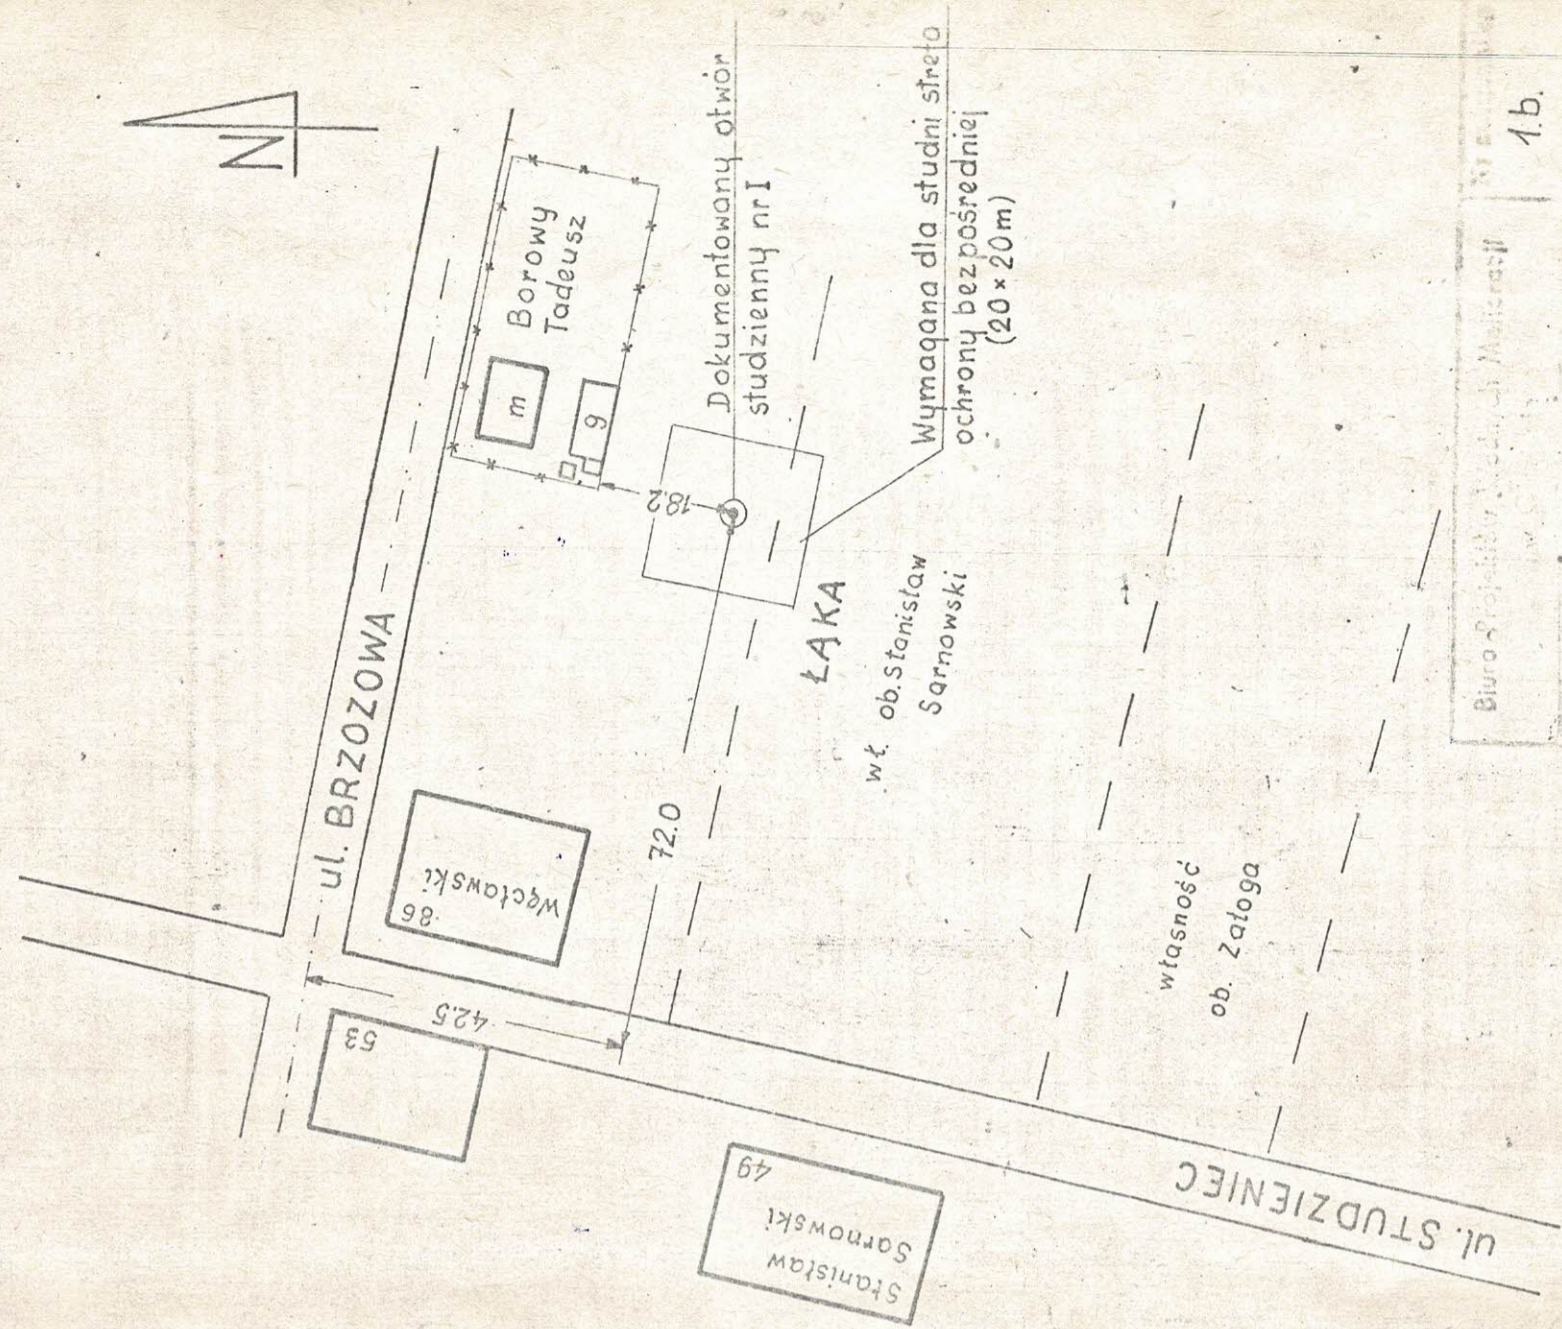 N
ul. BRZOZOWA
Borowy
Tadeusz
m
g
Dokumentowany otwór
studzienny nr I
Wymagana dla studni strefa
ochrony bezpośredniej
(20 × 20m)
18.2
72.0
42.5
ŁĄKA
wł. ob. Stanisław
Sarnowski
86
Węcławski
53
49
Stanisław
Sarnowski
własność
ob. Załoga
ul. STUDZIENIEC
1.b.